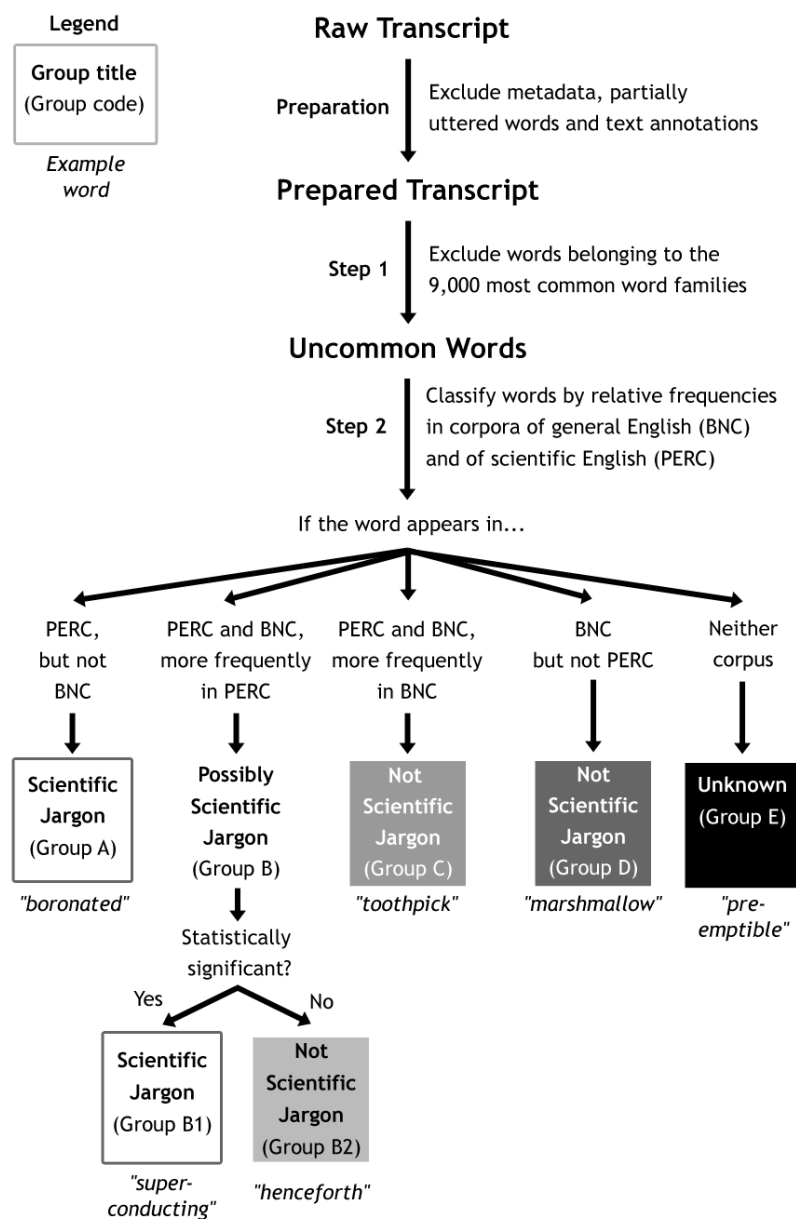 Legend
Group title
(Group code)
Example
word
Raw Transcript
Preparation
Exclude metadata, partially
uttered words and text annotations
Prepared Transcript
Step 1
Exclude words belonging to the
9,000 most common word families
Uncommon Words
Step 2
Classify words by relative frequencies
in corpora of general English (BNC)
and of scientific English (PERC)
If the word appears in...
PERC,
but not
BNC
PERC and BNC,
more frequently
in PERC
PERC and BNC,
more frequently
in BNC
BNC
but not PERC
Neither
corpus
Scientific
Jargon
(Group A)
"boronated"
Possibly
Scientific
Jargon
(Group B)
Not
Scientific
Jargon
(Group C)
"toothpick"
Not
Scientific
Jargon
(Group D)
"marshmallow"
Unknown
(Group E)
"pre-
emptible"
Statistically
significant?
Yes
No
Scientific
Jargon
(Group B1)
"super-
conducting"
Not
Scientific
Jargon
(Group B2)
"henceforth"